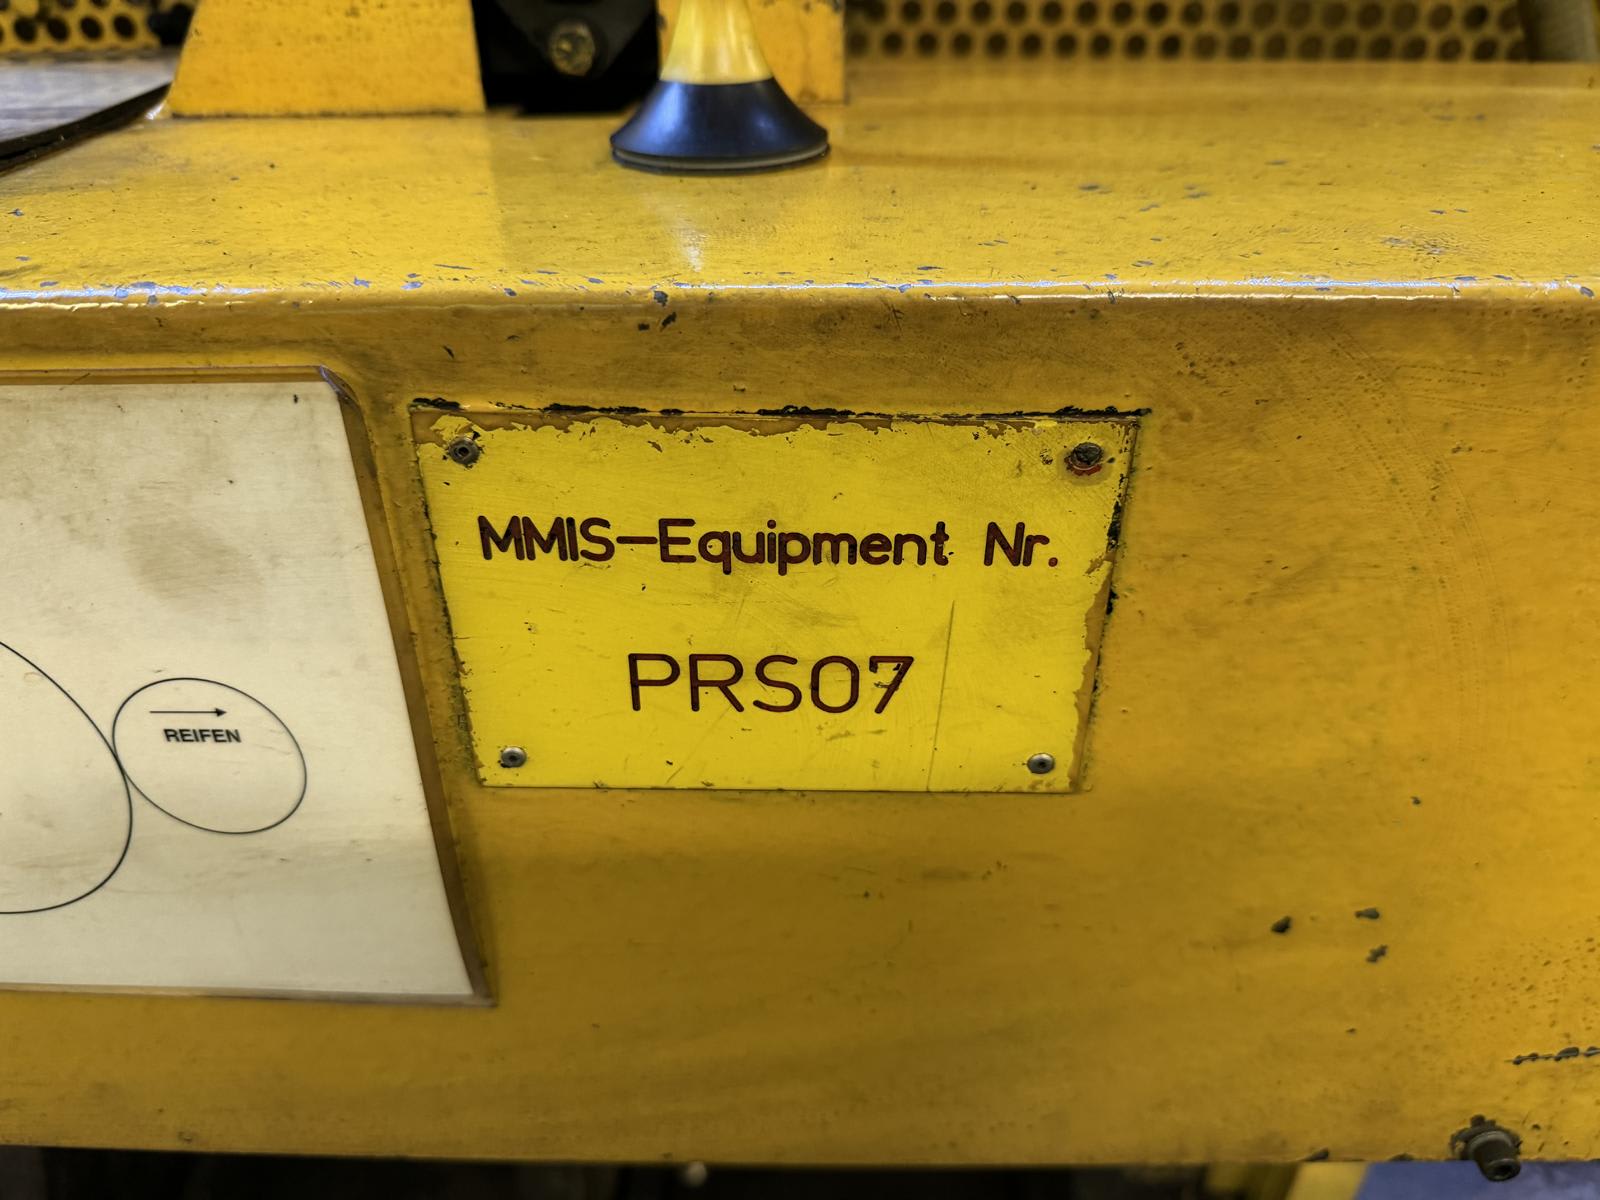 MMIS-Equipment Nr.
PRS07
REIFEN